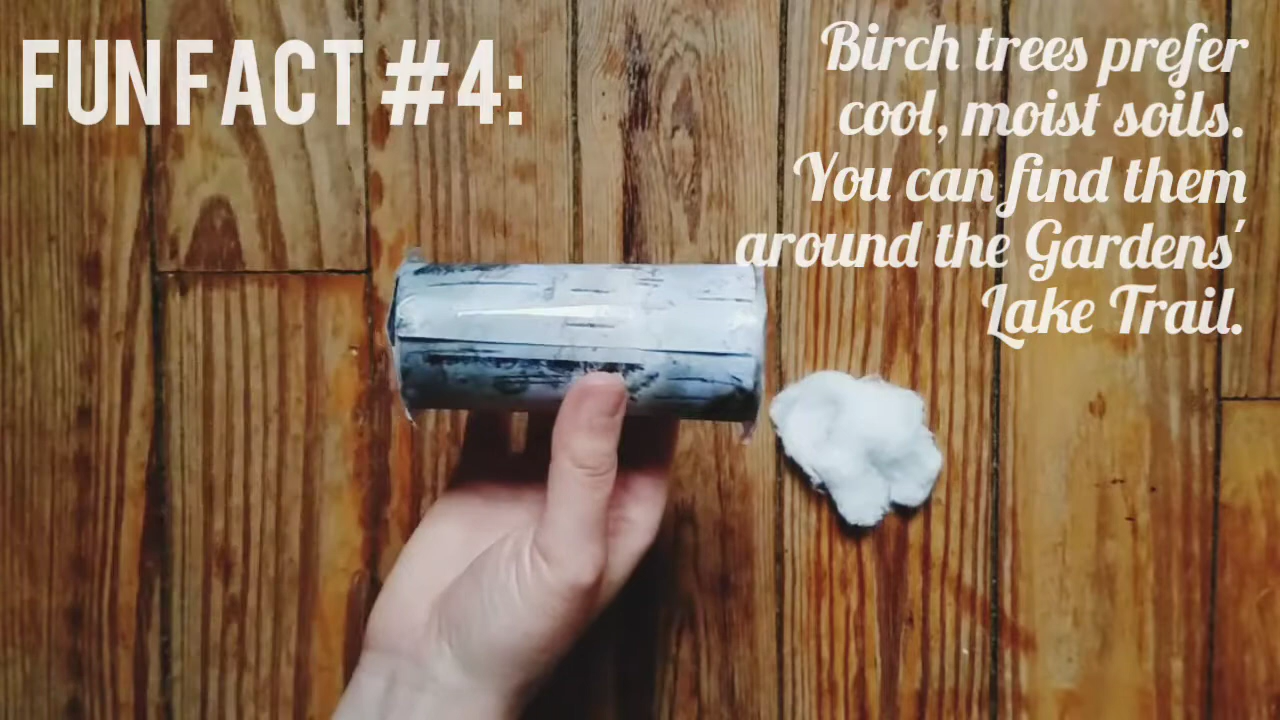 FUN FACT #4:
Birch trees prefer
cool, moist soils.
You can find them
around the Gardens'
Lake Trail.